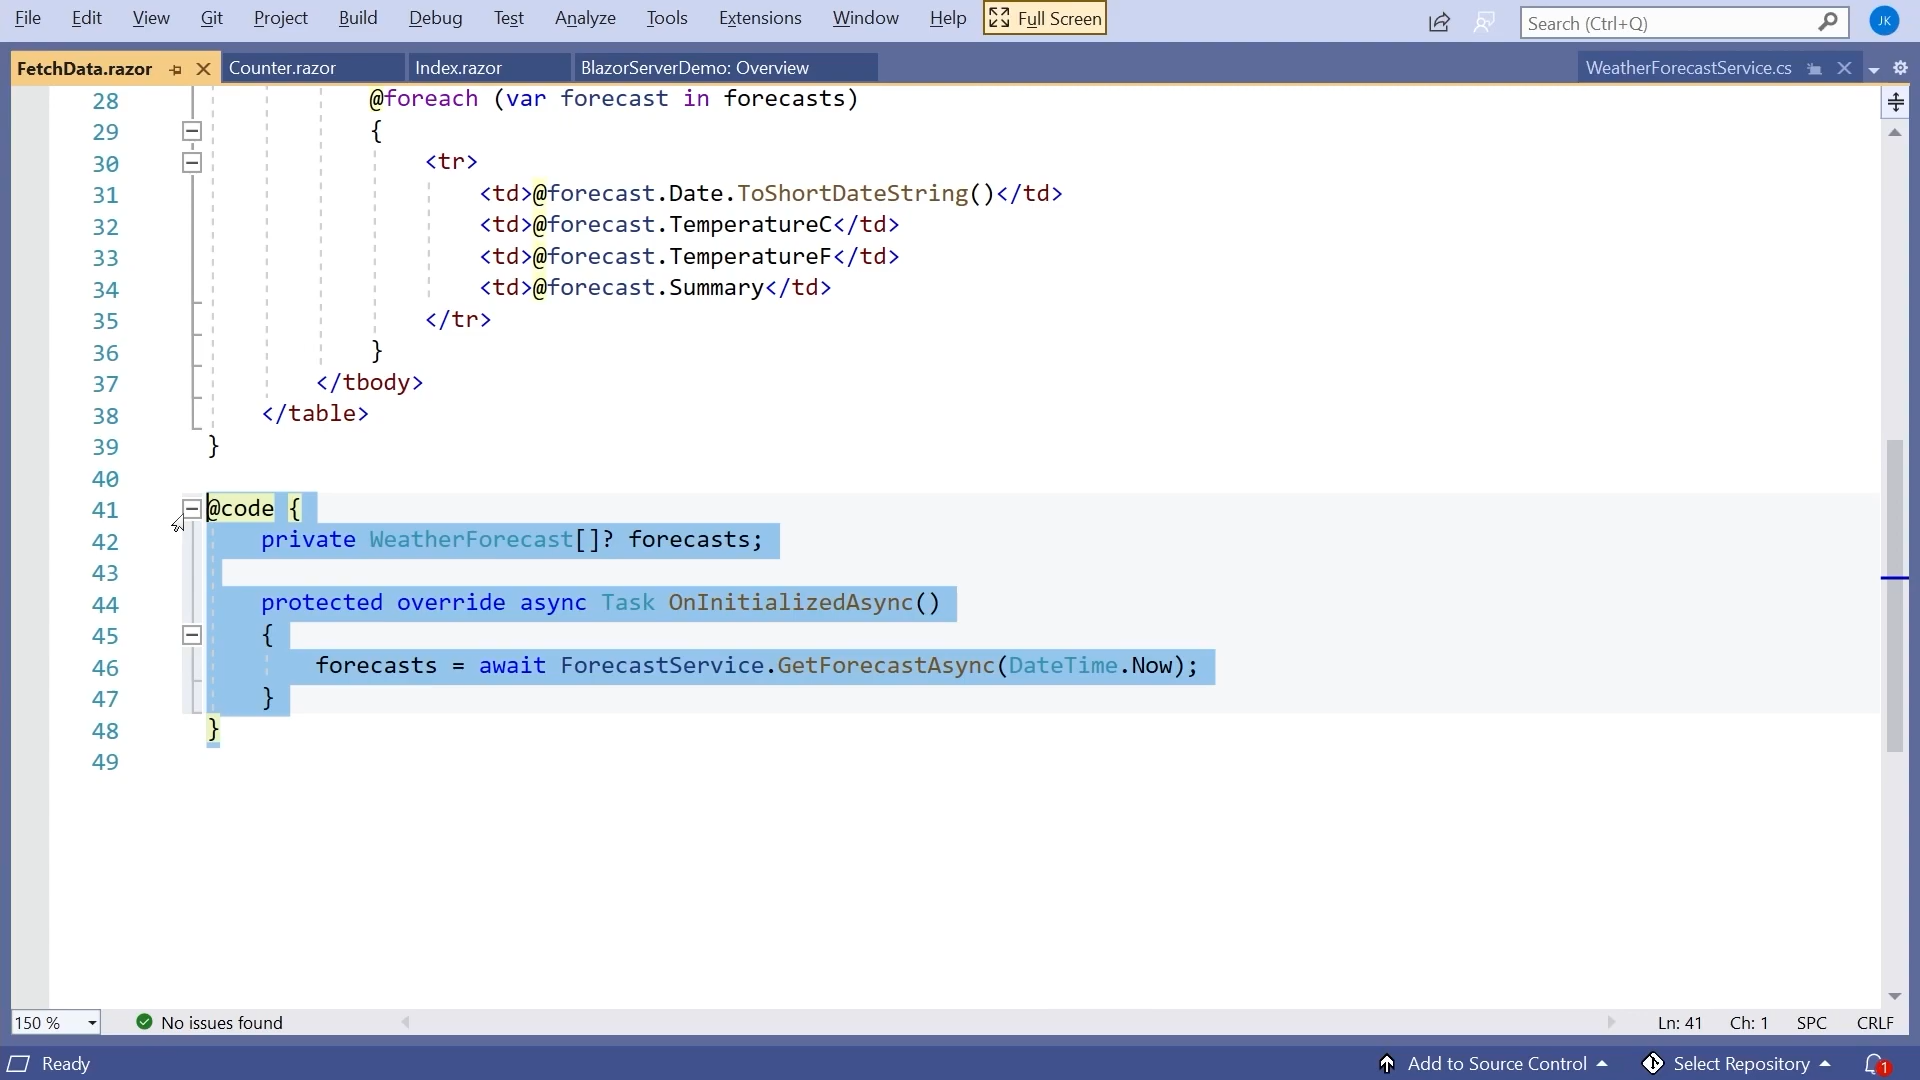 File Edit View Git Project Build Debug Test Analyze Tools Extensions Window Help Full Screen Search (Ctrl+Q) JK
FetchData.razor Counter.razor Index.razor BlazorServerDemo: Overview WeatherForecastService.cs
28 @foreach (var forecast in forecasts)
29 {
30 <tr>
31 <td>@forecast.Date.ToShortDateString()</td>
32 <td>@forecast.TemperatureC</td>
33 <td>@forecast.TemperatureF</td>
34 <td>@forecast.Summary</td>
35 </tr>
36 }
37 </tbody>
38 </table>
39 }
40
41 @code {
42 private WeatherForecast[]? forecasts;
43
44 protected override async Task OnInitializedAsync()
45 {
46 forecasts = await ForecastService.GetForecastAsync(DateTime.Now);
47 }
48 }
49
150 % No issues found Ln: 41 Ch: 1 SPC CRLF
Ready Add to Source Control Select Repository 1